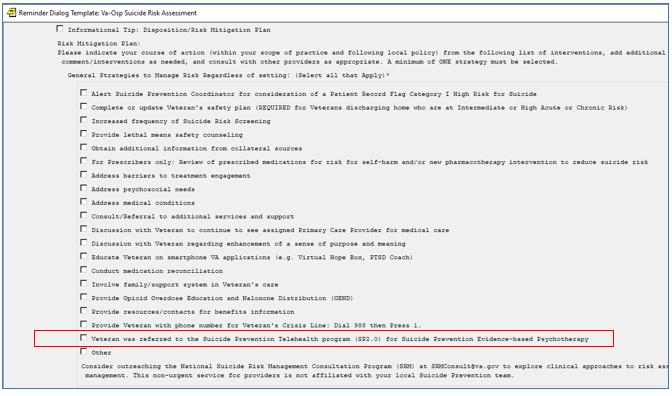 Reminder Dialog Template: Va-Osp Suicide Risk Assessment
Informational Tip: Disposition/Risk Mitigation Plan
Risk Mitigation Plan:
Please indicate your course of action (within your scope of practice and following local policy) from the following list of interventions, add additional
comment/interventions as needed, and consult with other providers as appropriate. A minimum of ONE strategy must be selected.
General Strategies to Manage Risk Regardless of setting: (Select all that Apply)*
Alert Suicide Prevention Coordinator for consideration of a Patient Record Flag Category I High Risk for Suicide
Complete or update Veteran's safety plan (REQUIRED for Veterans discharging home who are at Intermediate or High Acute or Chronic Risk)
Increased frequency of Suicide Risk Screening
Provide lethal means safety counseling
Obtain additional information from collateral sources
For Prescribers only: Review of prescribed medications for risk for self-harm and/or new pharmacotherapy intervention to reduce suicide risk
Address barriers to treatment engagement
Address psychosocial needs
Address medical conditions
Consult/Referral to additional services and support
Discussion with Veteran to continue to see assigned Primary Care Provider for medical care
Discussion with Veteran regarding enhancement of a sense of purpose and meaning
Educate Veteran on smartphone VA applications (e.g. Virtual Hope Box, PTSD Coach)
Conduct medication reconciliation
Involve family/support system in Veteran's care
Provide Opioid Overdose Education and Naloxone Distribution (OEND)
Provide resources/contacts for benefits information
Provide Veteran with phone number for Veteran's Crisis Line: Dial 988 then Press 1.
Veteran was referred to the Suicide Prevention Telehealth program (SP2.0) for Suicide Prevention Evidence-based Psychotherapy
Other
Consider outreaching the National Suicide Risk Management Consultation Program (SRM) at SRMConsult@va.gov to explore clinical approaches to risk ass
management. This non-urgent service for providers is not affiliated with your local Suicide Prevention team.